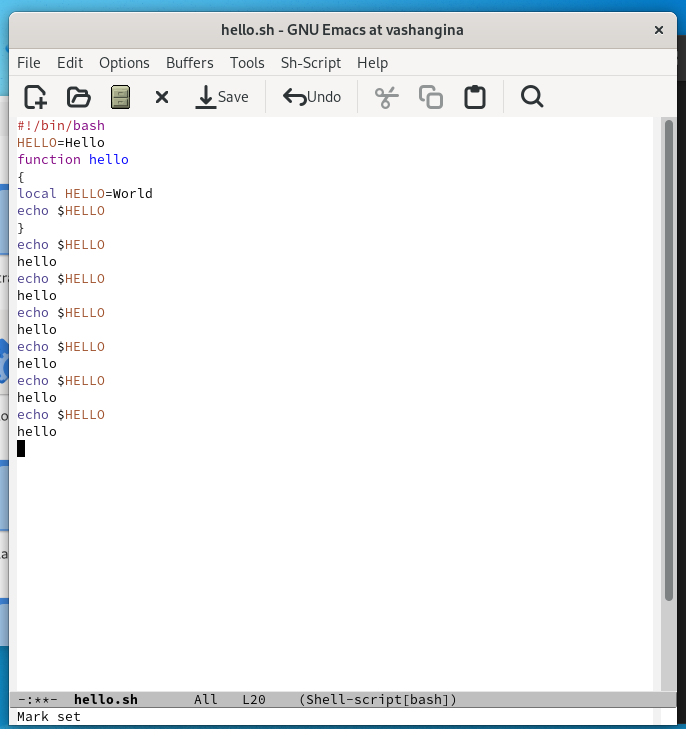 hello.sh - GNU Emacs at vashangina
File Edit Options Buffers Tools Sh-Script Help
Save Undo
#!/bin/bash
HELLO=Hello
function hello
{
local HELLO=World
echo $HELLO
}
echo $HELLO
hello
echo $HELLO
hello
echo $HELLO
hello
echo $HELLO
hello
echo $HELLO
hello
echo $HELLO
hello
-:**- hello.sh All L20 (Shell-script[bash])
Mark set